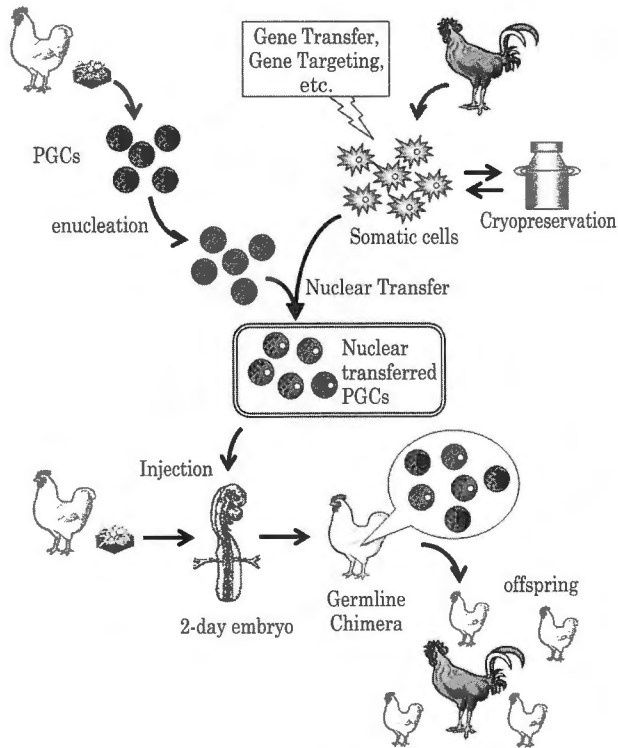 Gene Transfer,
Gene Targeting,
etc.
PGCs
enucleation
Somatic cells
Cryopreservation
Nuclear Transfer
Nuclear
transferred
PGCs
Injection
2-day embryo
Germline
Chimera
offspring